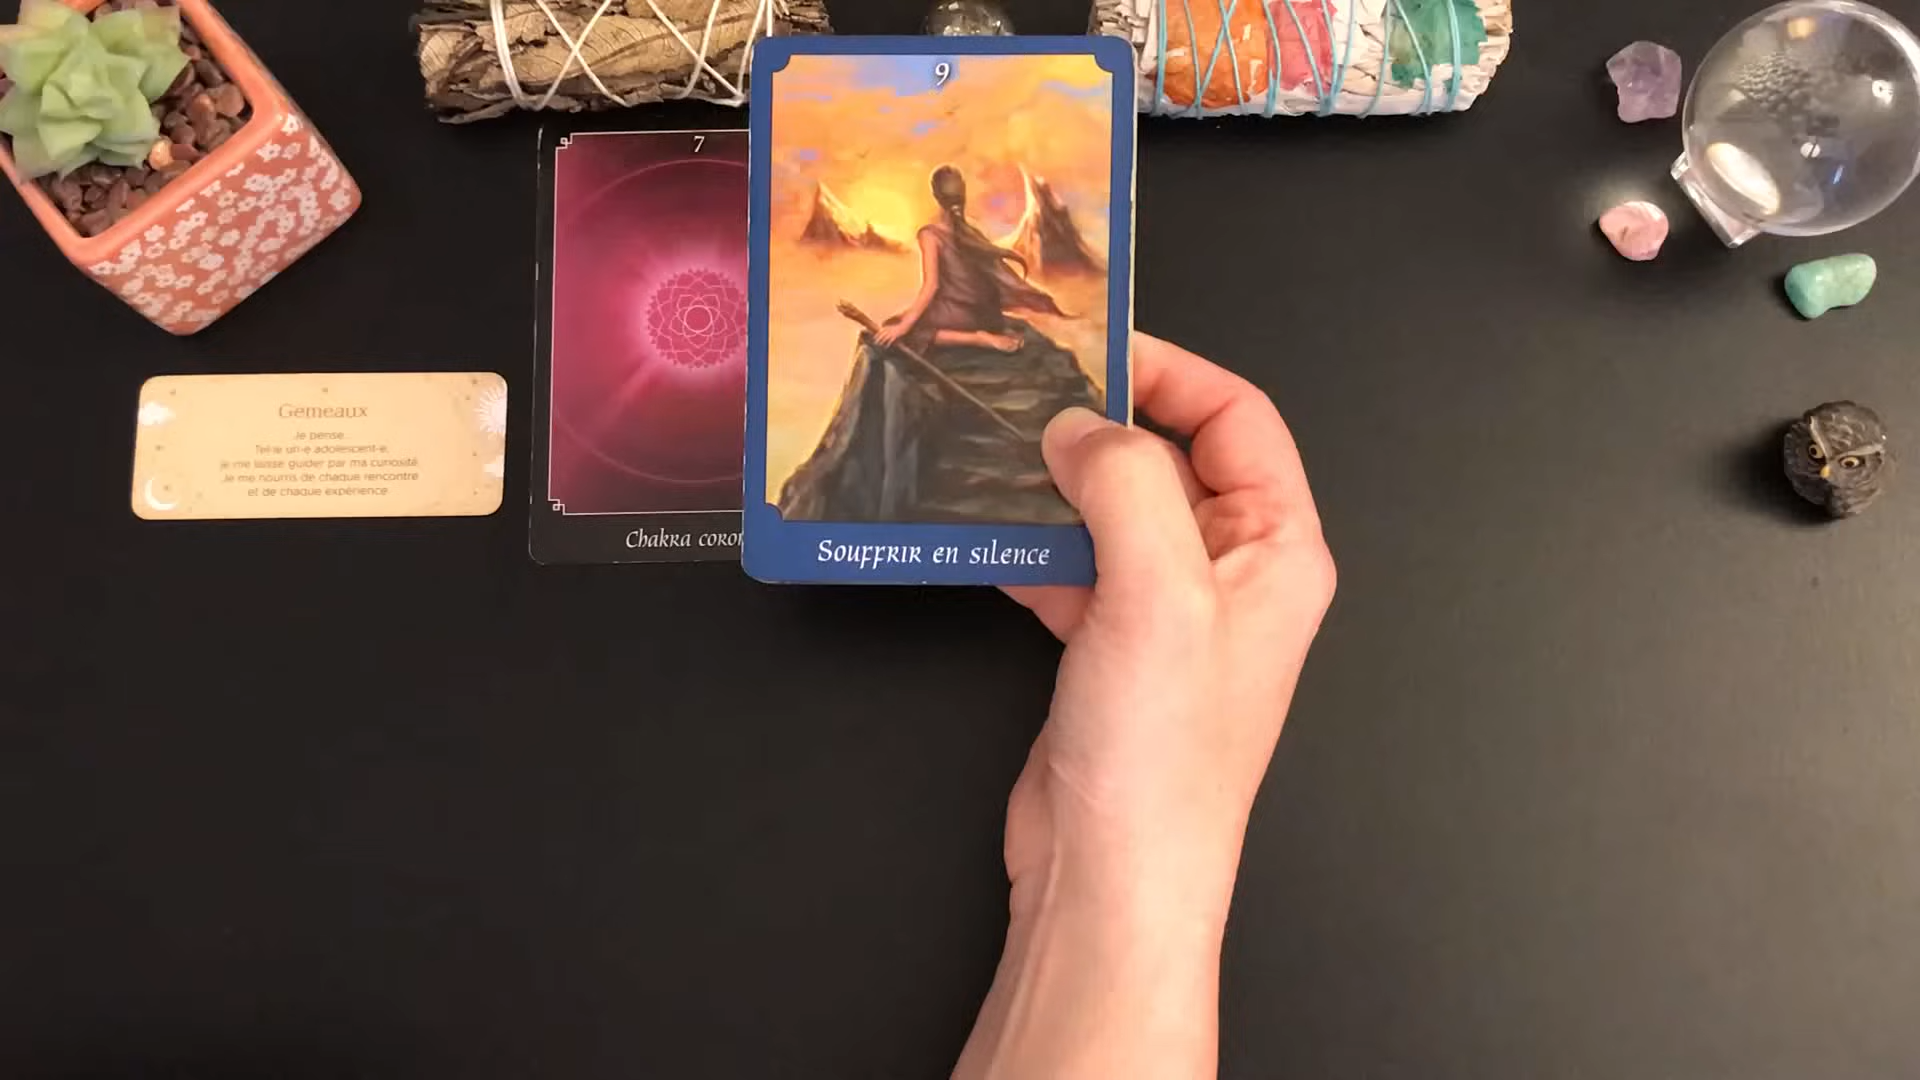 9
7
Gemeaux
Je pense...
Tel·le un·e adolescent·e,
je me laisse guider par ma curiosité.
Je me nourris de chaque rencontre
et de chaque expérience.
Chakra coron
Souffrir en silence